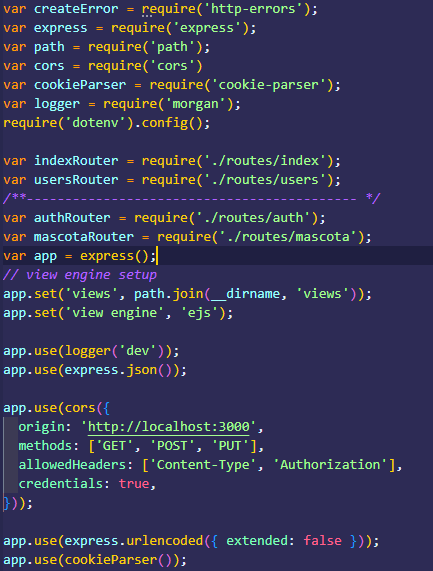 var createError = require('http-errors');
var express = require('express');
var path = require('path');
var cors = require('cors')
var cookieParser = require('cookie-parser');
var logger = require('morgan');
require('dotenv').config();
var indexRouter = require('./routes/index');
var usersRouter = require('./routes/users');
/**----------------------------------------- */
var authRouter = require('./routes/auth');
var mascotaRouter = require('./routes/mascota');
var app = express();
// view engine setup
app.set('views', path.join(__dirname, 'views'));
app.set('view engine', 'ejs');
app.use(logger('dev'));
app.use(express.json());
app.use(cors({
  origin: 'http://localhost:3000',
  methods: ['GET', 'POST', 'PUT'],
  allowedHeaders: ['Content-Type', 'Authorization'],
  credentials: true,
}));
app.use(express.urlencoded({ extended: false }));
app.use(cookieParser());